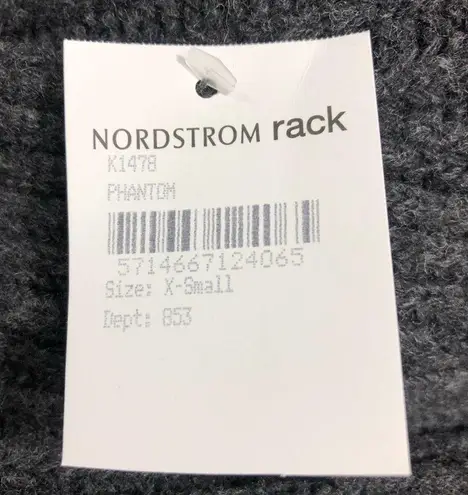 NORDSTROM rack
K1478
PHANTOM
5714667124065
Size: X-Small
Dept: 853